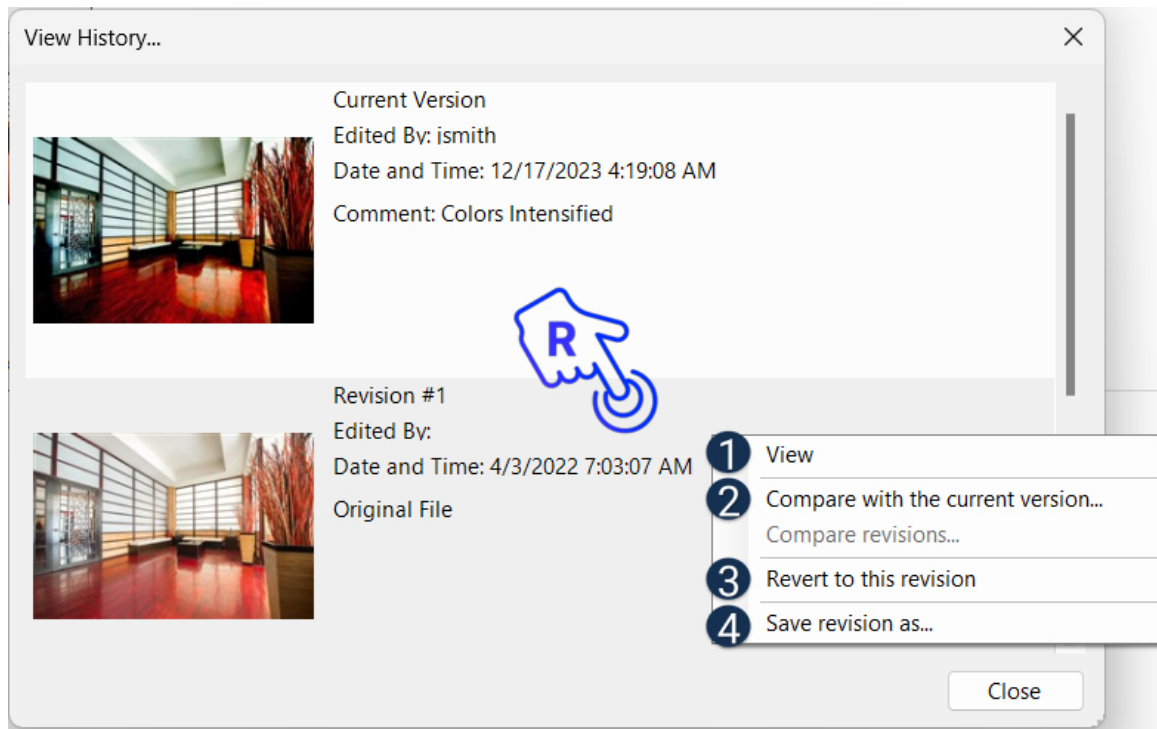 View History...
Current Version
Edited By: jsmith
Date and Time: 12/17/2023 4:19:08 AM
Comment: Colors Intensified
R
Revision #1
Edited By:
Date and Time: 4/3/2022 7:03:07 AM
Original File
1 View
2 Compare with the current version...
Compare revisions...
3 Revert to this revision
4 Save revision as...
Close